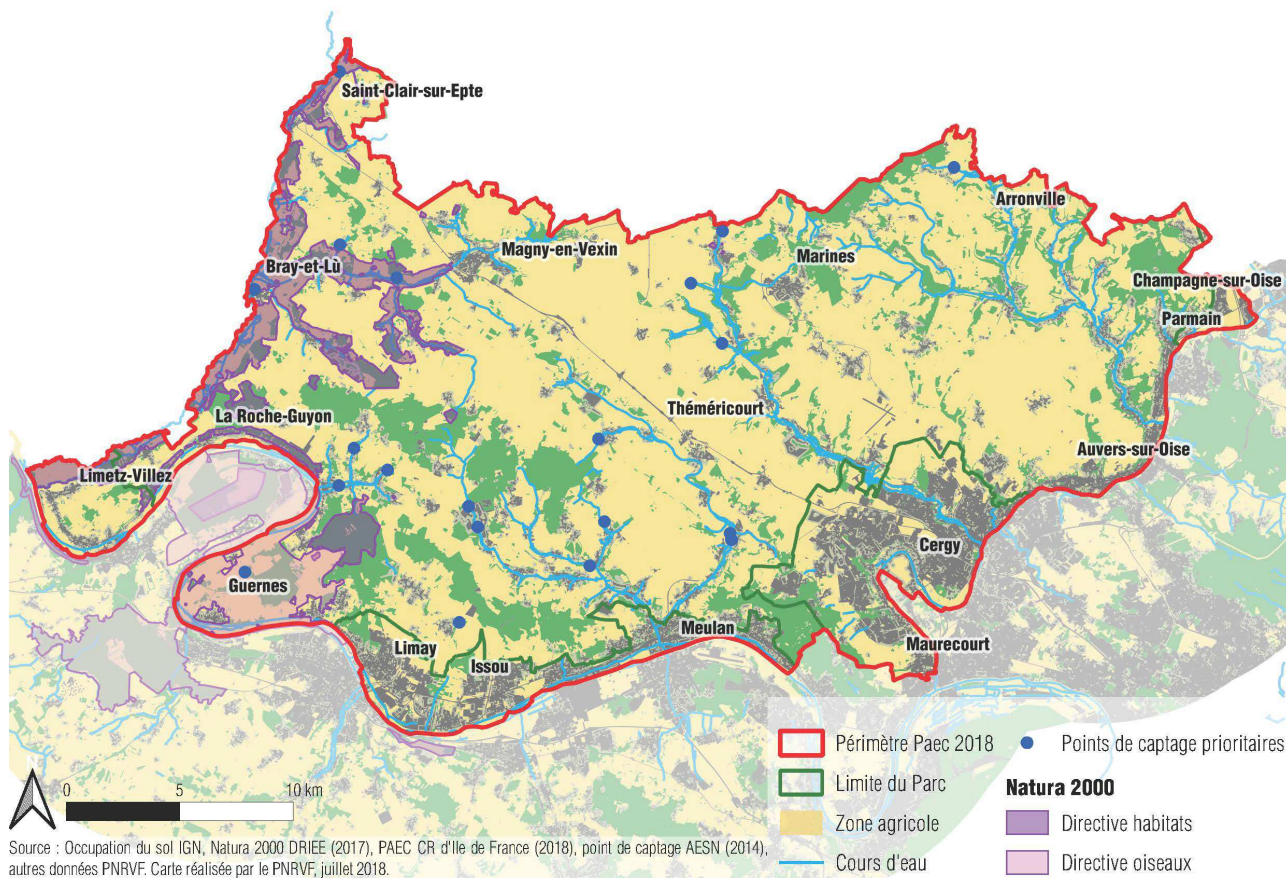 Saint-Clair-sur-Epte
Arronville
Magny-en-Vexin
Marines
Bray-et-Lù
Champagne-sur-Oise
Parmain
La Roche-Guyon
Théméricourt
Auvers-sur-Oise
Limetz-Villez
Cergy
Guernes
Meulan
Maurecourt
Limay
Issou
Périmètre Paec 2018
Points de captage prioritaires
Limite du Parc
Natura 2000
Zone agricole
Directive habitats
Cours d'eau
Directive oiseaux
0 5 10 km
Source : Occupation du sol IGN, Natura 2000 DRIEE (2017), PAEC CR d'Ile de France (2018), point de captage AESN (2014),
autres données PNRVF. Carte réalisée par le PNRVF, juillet 2018.